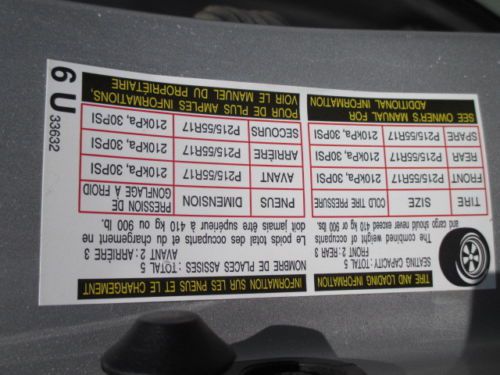 TIRE AND LOADING INFORMATION
SEATING CAPACITY: TOTAL 5
FRONT: 2 REAR 3
The combined weight of occupants
and cargo should never exceed 410 kg or 900 lbs.
TIRE SIZE COLD TIRE PRESSURE
FRONT P215/55R17 210kPa, 30PSI
REAR P215/55R17 210kPa, 30PSI
SPARE P215/55R17 210kPa, 30PSI
SEE OWNER'S MANUAL FOR
ADDITIONAL INFORMATION
INFORMATION SUR LES PNEUS ET LE CHARGEMENT
NOMBRE DE PLACES ASSISES :TOTAL 5
AVANT : 2 ARRIÈRE 3
Le poids total des occupants et du chargement ne
doit jamais être supérieur à 410 kg ou 900 lb.
PNEUS DIMENSION PRESSION DE
GONFLAGE À FROID
AVANT P215/55R17 210kPa, 30PSI
ARRIÈRE P215/55R17 210kPa, 30PSI
SECOURS P215/55R17 210kPa, 30PSI
POUR DE PLUS AMPLES INFORMATIONS,
VOIR LE MANUEL DU PROPRIÉTAIRE
6 U 33632